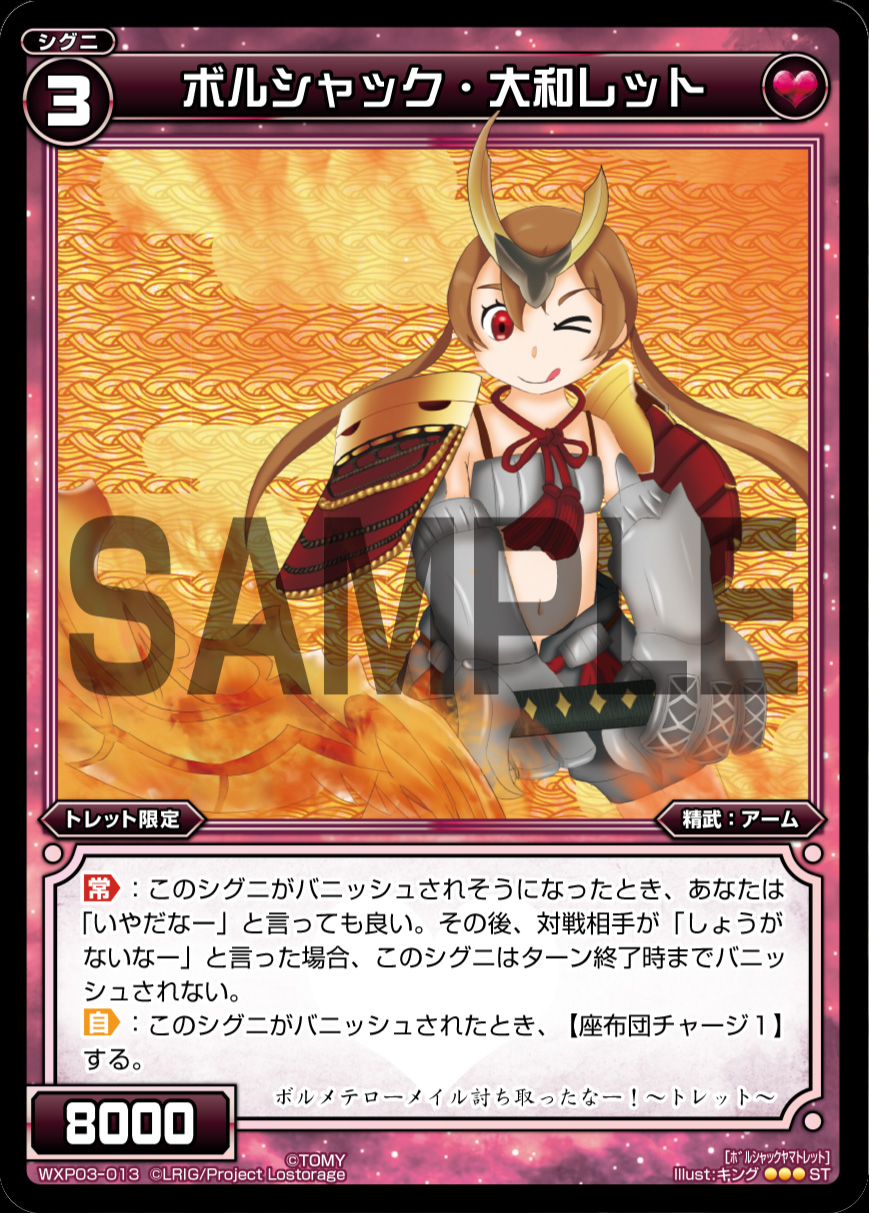 シグニ
3
ボルシャック・大和レット
SAMPLE
トレット限定
精武：アーム
常：このシグニがバニッシュされそうになったとき、あなたは
「いやだなー」と言っても良い。その後、対戦相手が「しょうが
ないなー」と言った場合、このシグニはターン終了時までバニッ
シュされない。
自：このシグニがバニッシュされたとき、【座布団チャージ１】
する。
ボルメテローメイル討ち取ったなー！～トレット～
8000
©TOMY
WXP03-013 ©LRIG/Project Lostorage
[ﾎﾞﾙｼｬｯｸﾔﾏﾄﾚｯﾄ]
Illust:キング ST